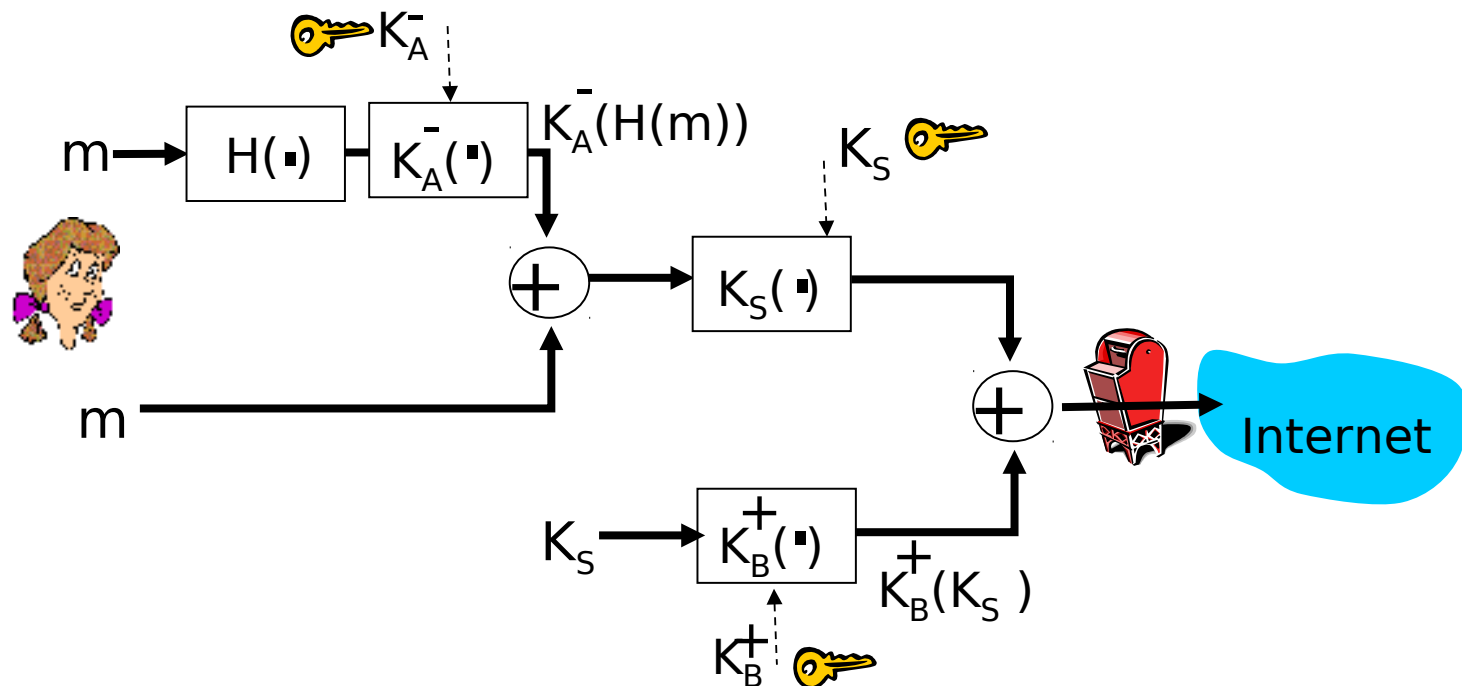 K_A^-
m
H(▪)
K_A^-(▪)
K_A^-(H(m))
K_S
+
K_S(▪)
m
+
Internet
K_S
K_B^+(▪)
K_B^+(K_S )
K_B^+